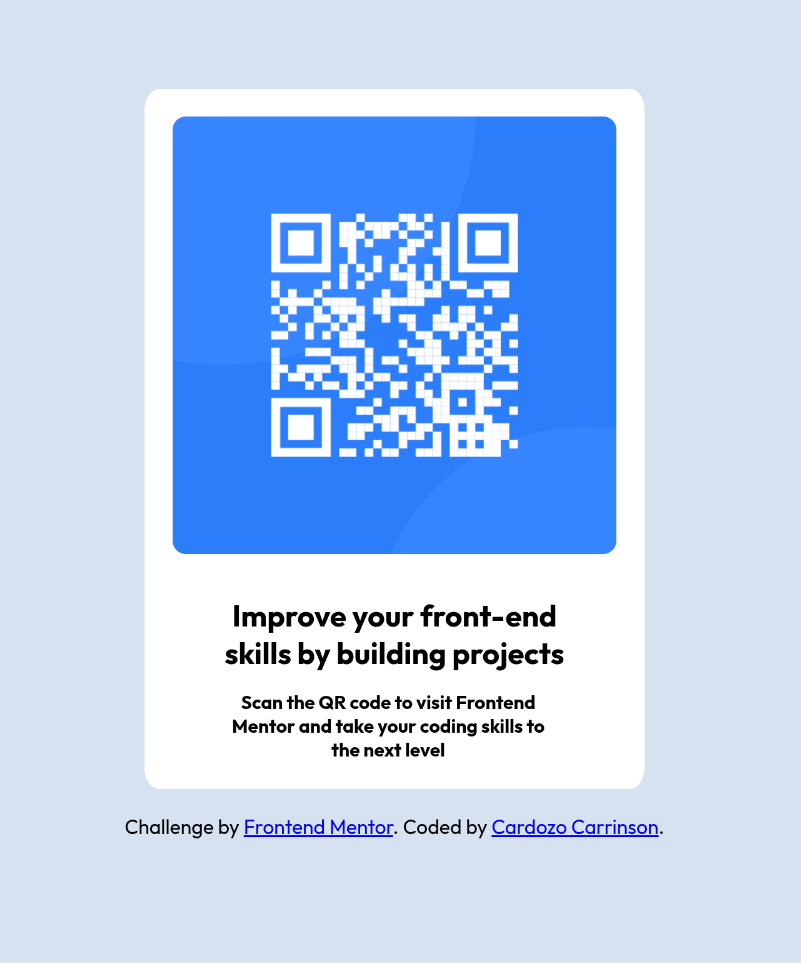 Improve your front-end
skills by building projects
Scan the QR code to visit Frontend
Mentor and take your coding skills to
the next level
Challenge by Frontend Mentor. Coded by Cardozo Carrinson.